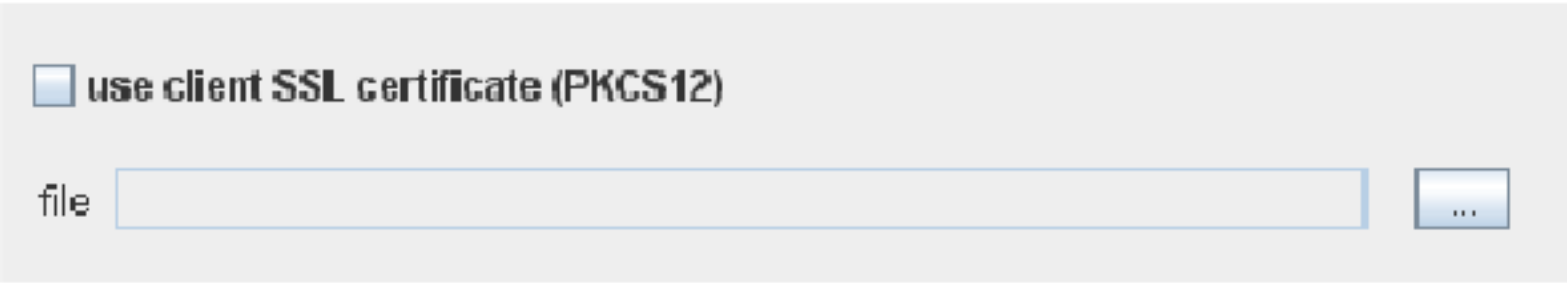 use client SSL certificate (PKCS12)
file ...